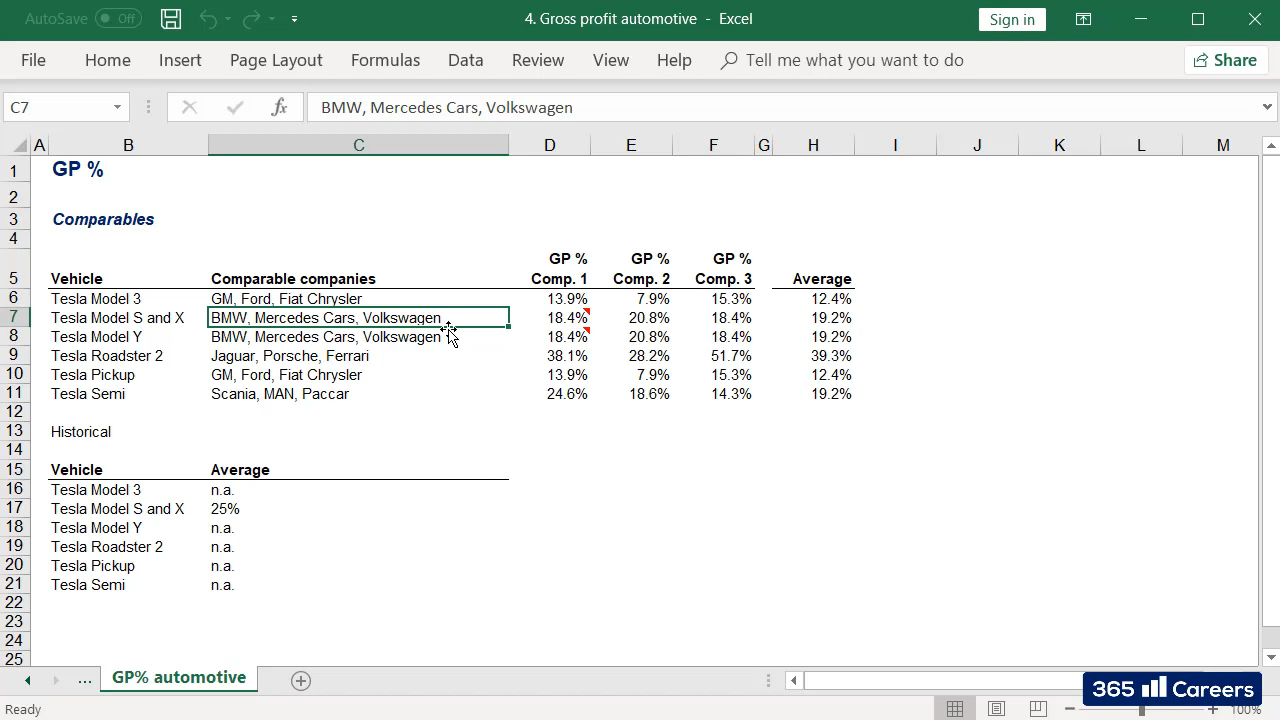 AutoSave Off 4. Gross profit automotive - Excel Sign in
File Home Insert Page Layout Formulas Data Review View Help Tell me what you want to do Share
C7 fx BMW, Mercedes Cars, Volkswagen
A B C D E F G H I J K L M
1 GP %
2
3 Comparables
4
GP % GP % GP %
5 Vehicle Comparable companies Comp. 1 Comp. 2 Comp. 3 Average
6 Tesla Model 3 GM, Ford, Fiat Chrysler 13.9% 7.9% 15.3% 12.4%
7 Tesla Model S and X BMW, Mercedes Cars, Volkswagen 18.4% 20.8% 18.4% 19.2%
8 Tesla Model Y BMW, Mercedes Cars, Volkswagen 18.4% 20.8% 18.4% 19.2%
9 Tesla Roadster 2 Jaguar, Porsche, Ferrari 38.1% 28.2% 51.7% 39.3%
10 Tesla Pickup GM, Ford, Fiat Chrysler 13.9% 7.9% 15.3% 12.4%
11 Tesla Semi Scania, MAN, Paccar 24.6% 18.6% 14.3% 19.2%
12
13 Historical
14
15 Vehicle Average
16 Tesla Model 3 n.a.
17 Tesla Model S and X 25%
18 Tesla Model Y n.a.
19 Tesla Roadster 2 n.a.
20 Tesla Pickup n.a.
21 Tesla Semi n.a.
22
23
24
25
... GP% automotive
365 Careers
Ready 100%